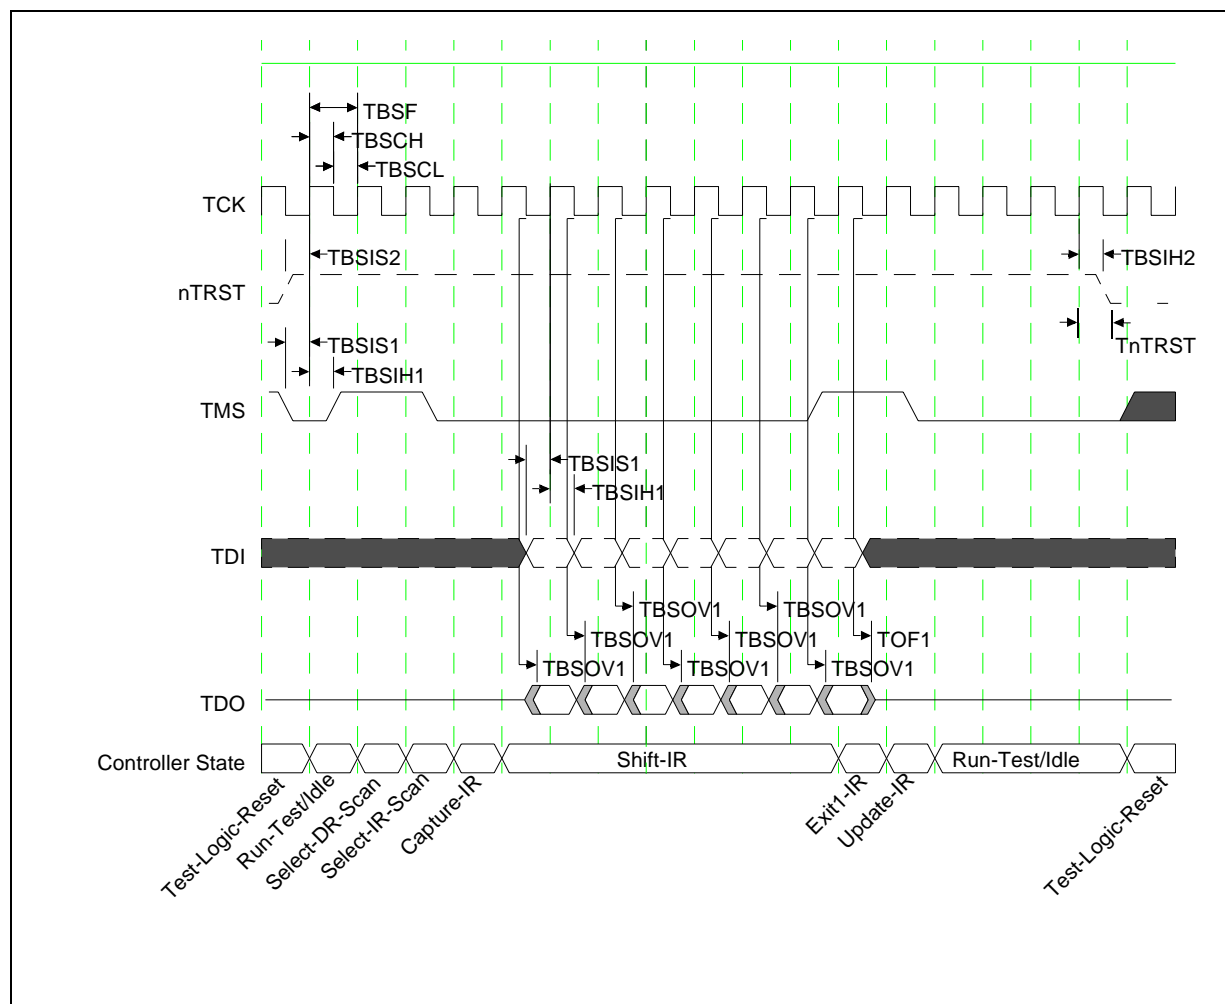 TBSF
TBSCH
TBSCL
TCK
TBSIS2
TBSIH2
nTRST
TBSIS1
TnTRST
TBSIH1
TMS
TBSIS1
TBSIH1
TDI
TBSOV1
TBSOV1
TBSOV1
TBSOV1
TOF1
TBSOV1
TBSOV1
TBSOV1
TDO
Controller State
Shift-IR
Run-Test/Idle
Test-Logic-Reset
Run-Test/Idle
Select-DR-Scan
Select-IR-Scan
Capture-IR
Exit1-IR
Update-IR
Test-Logic-Reset